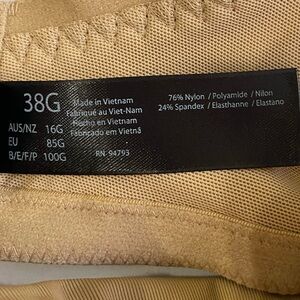 38G
AUS/NZ 16G
EU 85G
B/E/F/P 100G
Made in Vietnam
Fabriqué au Viet-Nam
Hecho en Vietnam
Fabricado em Vietnã
RN 94793
76% Nylon / Polyamide / Nilon
24% Spandex / Elasthanne / Elastano